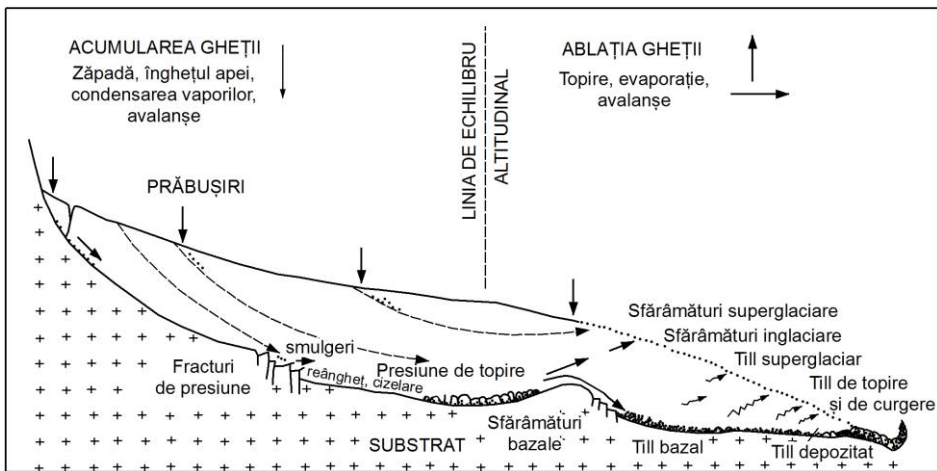 ACUMULAREA GHEȚII
Zăpadă, înghețul apei,
condensarea vaporilor,
avalanșe
LINIA DE ECHILIBRU
ALTITUDINAL
ABLAȚIA GHEȚII
Topire, evaporație,
avalanșe
PRĂBUȘIRI
Sfărâmături superglaciare
Sfărâmături inglaciare
Till superglaciar
Till de topire
și de curgere
smulgeri
Fracturi
de presiune
Presiune de topire
reângheț, cizelare
Sfărâmături
bazale
Till bazal
Till depozitat
SUBSTRAT